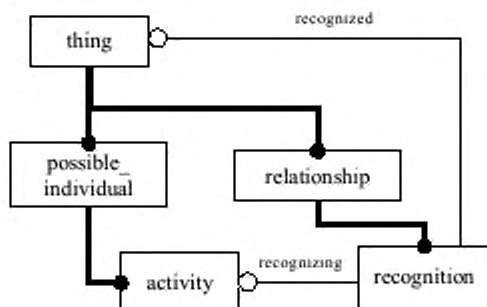 recognized
thing
possible_
individual
relationship
recognizing
activity
recognition